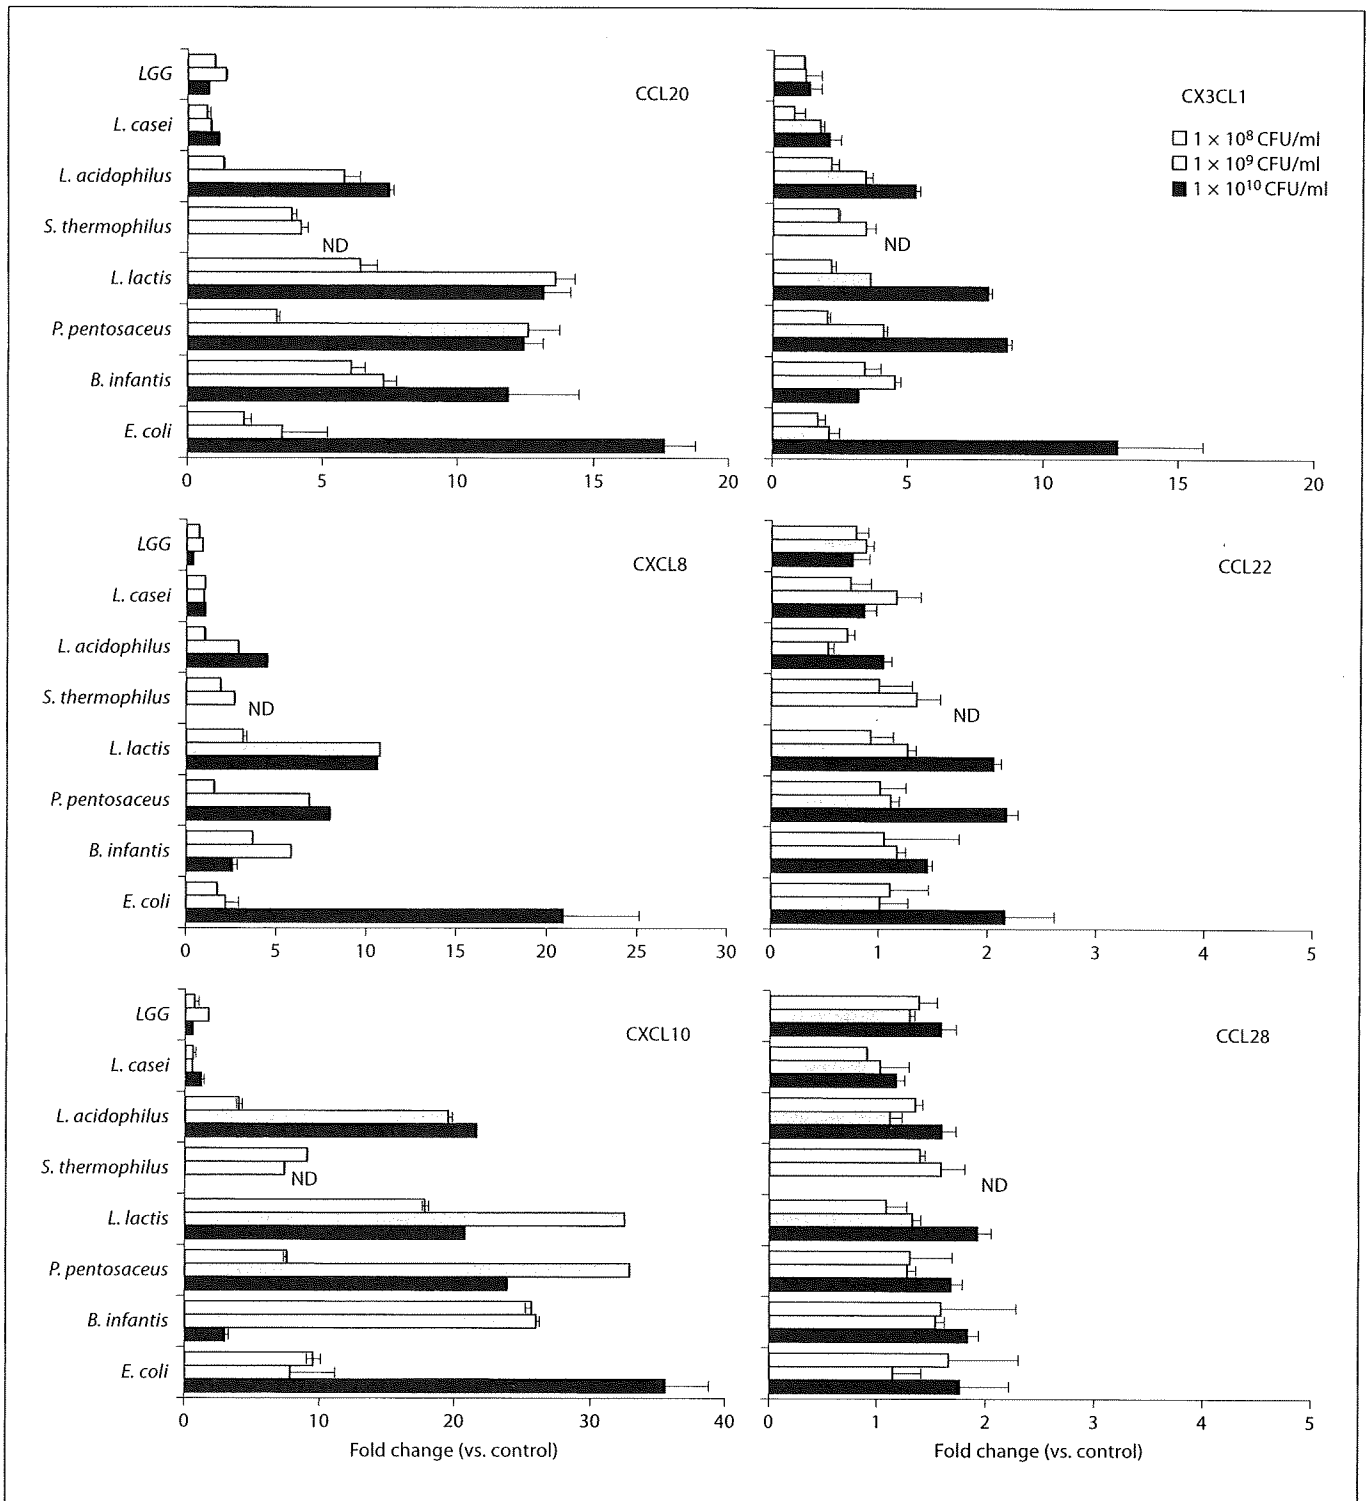 CCL20
LGG
L. casei
L. acidophilus
S. thermophilus
ND
L. lactis
P. pentosaceus
B. infantis
E. coli
0 5 10 15 20
CX3CL1
1 × 10⁸ CFU/ml
1 × 10⁹ CFU/ml
1 × 10¹⁰ CFU/ml
ND
0 5 10 15 20
CXCL8
LGG
L. casei
L. acidophilus
S. thermophilus
ND
L. lactis
P. pentosaceus
B. infantis
E. coli
0 5 10 15 20 25 30
CCL22
ND
0 1 2 3 4 5
CXCL10
LGG
L. casei
L. acidophilus
S. thermophilus
ND
L. lactis
P. pentosaceus
B. infantis
E. coli
0 10 20 30 40
Fold change (vs. control)
CCL28
ND
0 1 2 3 4 5
Fold change (vs. control)